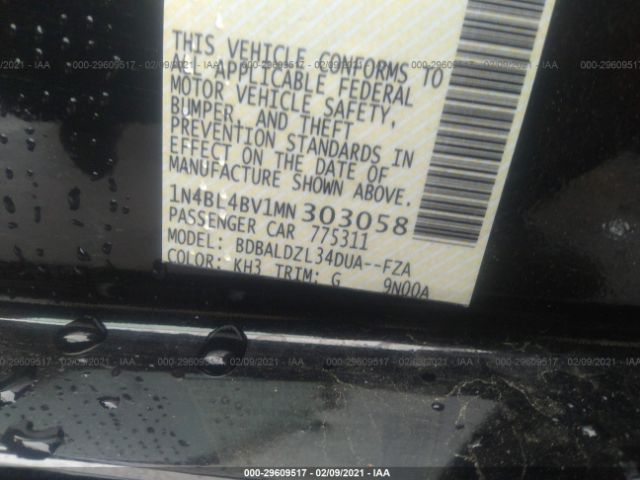 THIS VEHICLE CONFORMS TO
ALL APPLICABLE FEDERAL
MOTOR VEHICLE SAFETY,
BUMPER, AND THEFT
PREVENTION STANDARDS IN
EFFECT ON THE DATE OF
MANUFACTURE SHOWN ABOVE.
1N4BL4BV1MN303058
PASSENGER CAR 775311
MODEL: BDBALDZL34DUA--FZA
COLOR: KH3 TRIM: G 9N00A
000-29609517 - 02/09/2021 - IAA